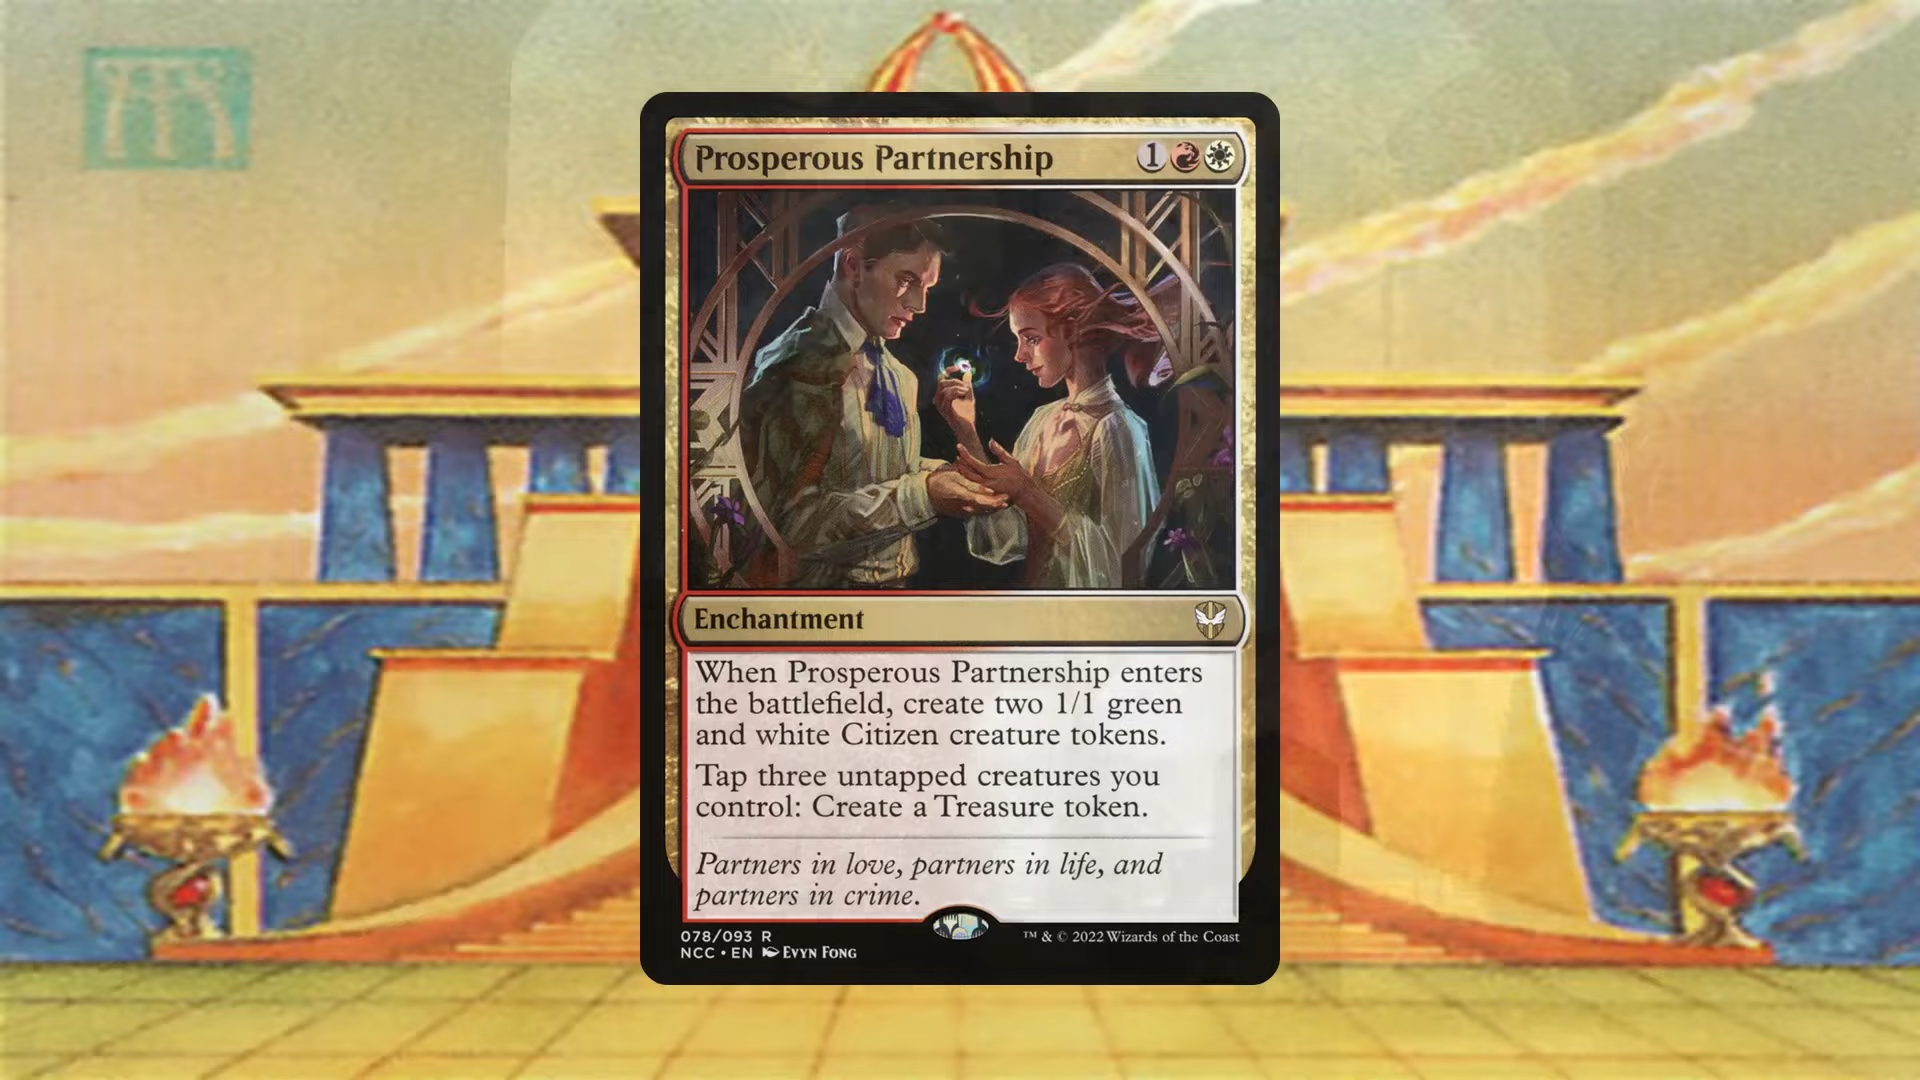 Prosperous Partnership 1
Enchantment
When Prosperous Partnership enters
the battlefield, create two 1/1 green
and white Citizen creature tokens.
Tap three untapped creatures you
control: Create a Treasure token.
Partners in love, partners in life, and
partners in crime.
078/093 R
NCC • EN Evyn Fong
™ & © 2022 Wizards of the Coast